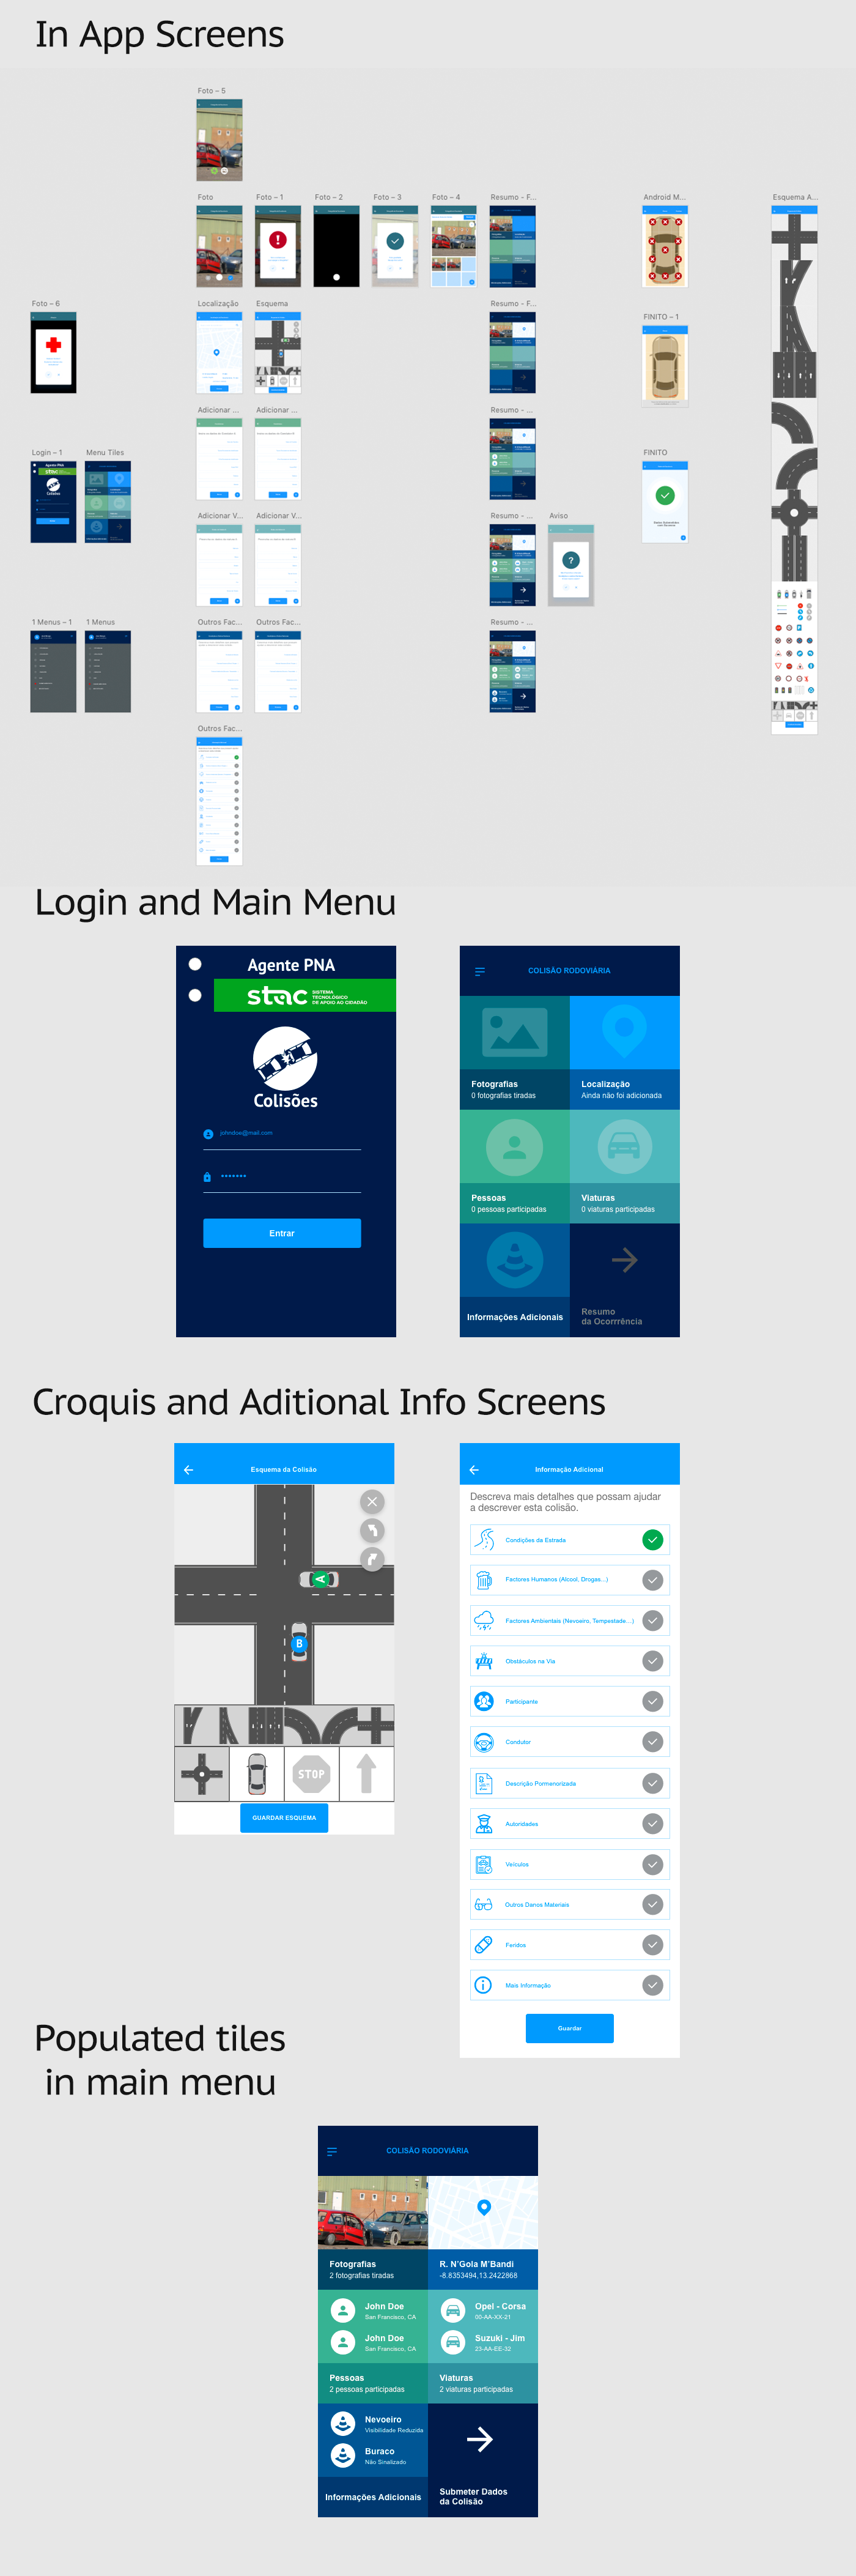 In App Screens
Foto – 5
Foto
Foto – 1
Foto – 2
Foto – 3
Foto – 4
Resumo - F...
Android M...
Esquema A...
Foto – 6
Localização
Esquema
Resumo - F...
FINITO – 1
Adicionar ...
Adicionar ...
Resumo - ...
Login – 1
Menu Tiles
FINITO
Adicionar V...
Adicionar V...
Resumo - ...
Aviso
1 Menus – 1
1 Menus
Outros Fac...
Outros Fac...
Resumo - ...
Outros Fac...
Login and Main Menu
Agente PNA
stac SISTEMA
TECNOLÓGICO
DE APOIO AO CIDADÃO
Colisões
johndoe@mail.com
Entrar
COLISÃO RODOVIÁRIA
Fotografias
0 fotografias tiradas
Localização
Ainda não foi adicionada
Pessoas
0 pessoas participadas
Viaturas
0 viaturas participadas
Informações Adicionais
Resumo
da Ocorrrência
Croquis and Aditional Info Screens
Esquema da Colisão
A
B
STOP
GUARDAR ESQUEMA
Informação Adicional
Descreva mais detalhes que possam ajudar
a descrever esta colisão.
Condições da Estrada
Factores Humanos (Alcool, Drogas...)
Factores Ambientais (Nevoeiro, Tempestade...)
Obstáculos na Via
Participante
Condutor
Descrição Pormenorizada
Autoridades
Veículos
Outros Danos Materiais
Feridos
Mais Informação
Guardar
Populated tiles
in main menu
COLISÃO RODOVIÁRIA
Fotografias
2 fotografias tiradas
R. N'Gola M'Bandi
-8.8353494,13.2422868
John Doe
San Francisco, CA
John Doe
San Francisco, CA
Opel - Corsa
00-AA-XX-21
Suzuki - Jim
23-AA-EE-32
Pessoas
2 pessoas participadas
Viaturas
2 viaturas participadas
Nevoeiro
Visibilidade Reduzida
Buraco
Não Sinalizado
Informações Adicionais
Submeter Dados
da Colisão